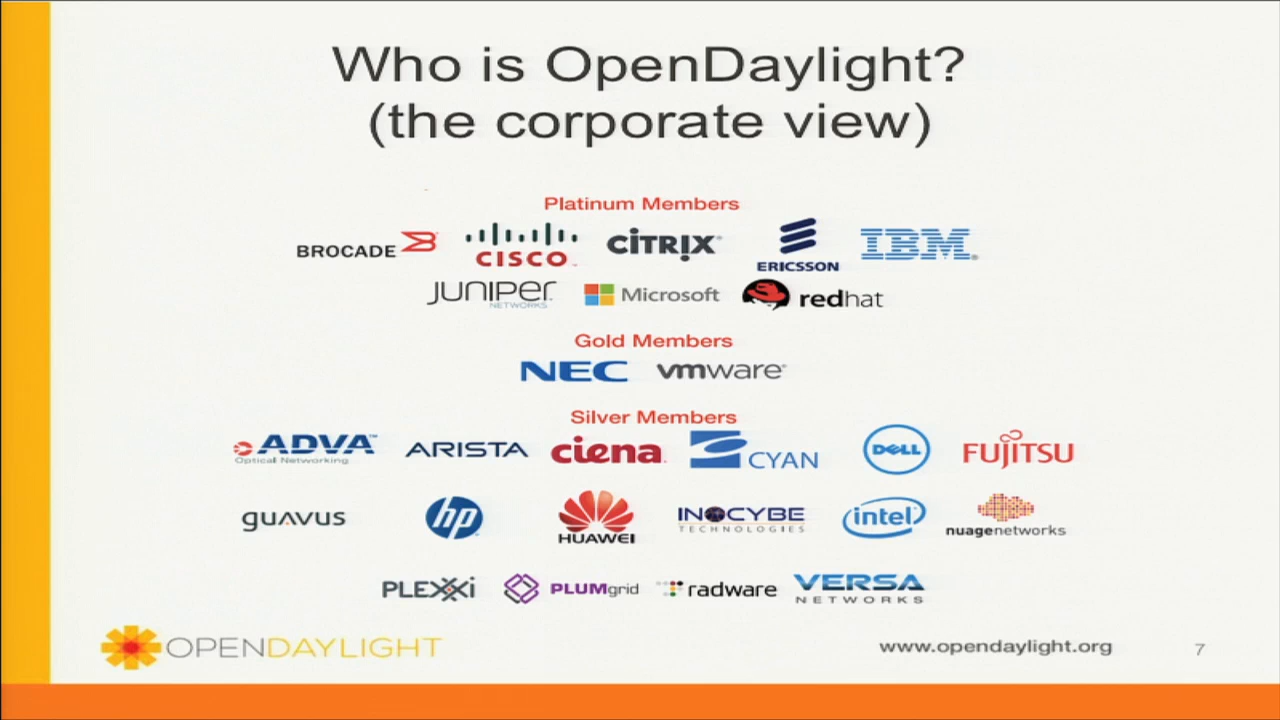 Who is OpenDaylight?
(the corporate view)
Platinum Members
BROCADE CISCO CİTRIX ERICSSON IBM
JUNIPER NETWORKS Microsoft redhat
Gold Members
NEC vmware
Silver Members
ADVA Optical Networking ARISTA ciena CYAN DELL FUJITSU
guavus hp HUAWEI INOCYBE TECHNOLOGIES intel nuagenetworks
PLEXXi PLUMgrid radware VERSA NETWORKS
OPENDAYLIGHT www.opendaylight.org 7